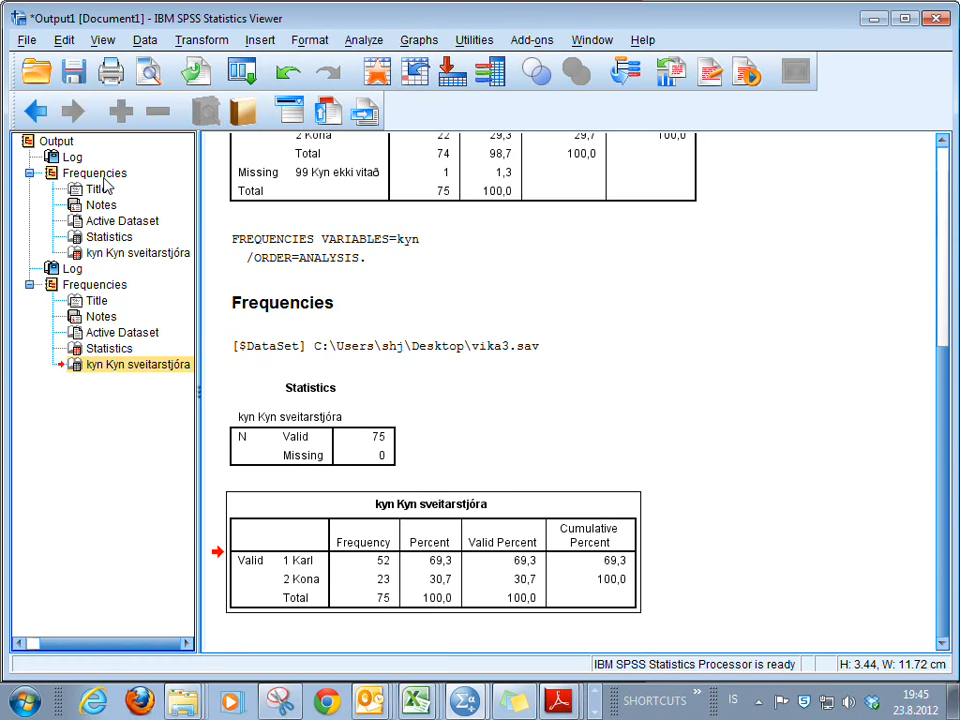 *Output1 [Document1] - IBM SPSS Statistics Viewer
File Edit View Data Transform Insert Format Analyze Graphs Utilities Add-ons Window Help
Output
Log
Frequencies
Title
Notes
Active Dataset
Statistics
kyn Kyn sveitarstjóra
Log
Frequencies
Title
Notes
Active Dataset
Statistics
kyn Kyn sveitarstjóra
2 Kona 22 29,3 29,7 100,0
Total 74 98,7 100,0
Missing 99 Kyn ekki vitað 1 1,3
Total 75 100,0
FREQUENCIES VARIABLES=kyn
/ORDER=ANALYSIS.
Frequencies
[$DataSet] C:\Users\shj\Desktop\vika3.sav
Statistics
kyn Kyn sveitarstjóra
N Valid 75
Missing 0
kyn Kyn sveitarstjóra
Frequency Percent Valid Percent Cumulative Percent
Valid 1 Karl 52 69,3 69,3 69,3
2 Kona 23 30,7 30,7 100,0
Total 75 100,0 100,0
IBM SPSS Statistics Processor is ready
H: 3.44, W: 11.72 cm
SHORTCUTS
IS
19:45
23.8.2012